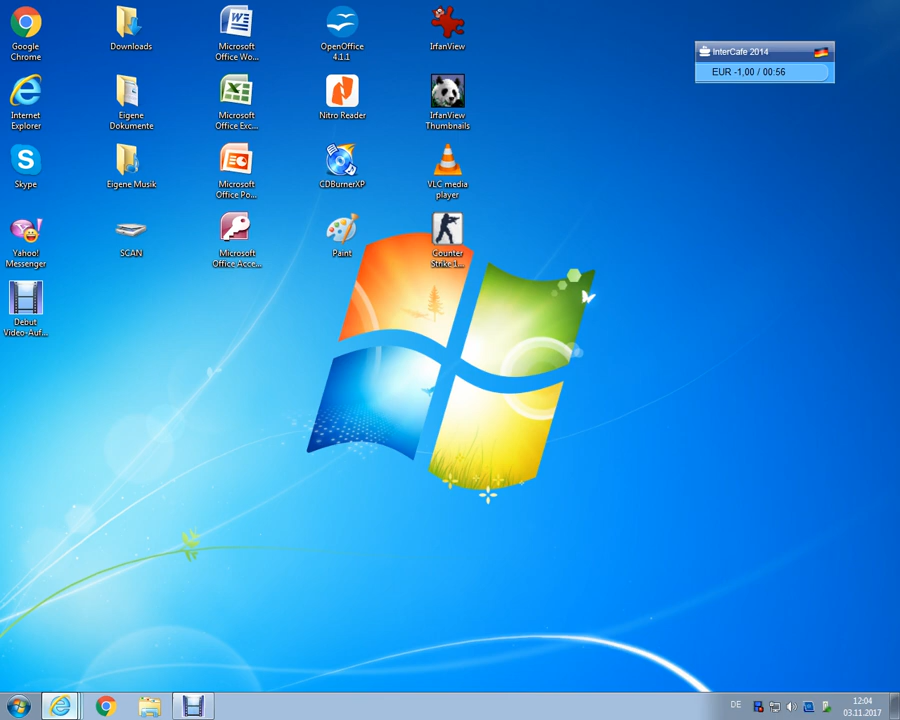 Google
Chrome
Downloads
Microsoft
Office Wo...
OpenOffice
4.1.1
IrfanView
InterCafe 2014
EUR -1,00 / 00:56
Internet
Explorer
Eigene
Dokumente
Microsoft
Office Exc...
Nitro Reader
IrfanView
Thumbnails
Skype
Eigene Musik
Microsoft
Office Po...
CDBurnerXP
VLC media
player
Yahoo!
Messenger
SCAN
Microsoft
Office Acce...
Paint
Counter
Strike 1...
Debut
Video-Auf...
DE
12:04
03.11.2017